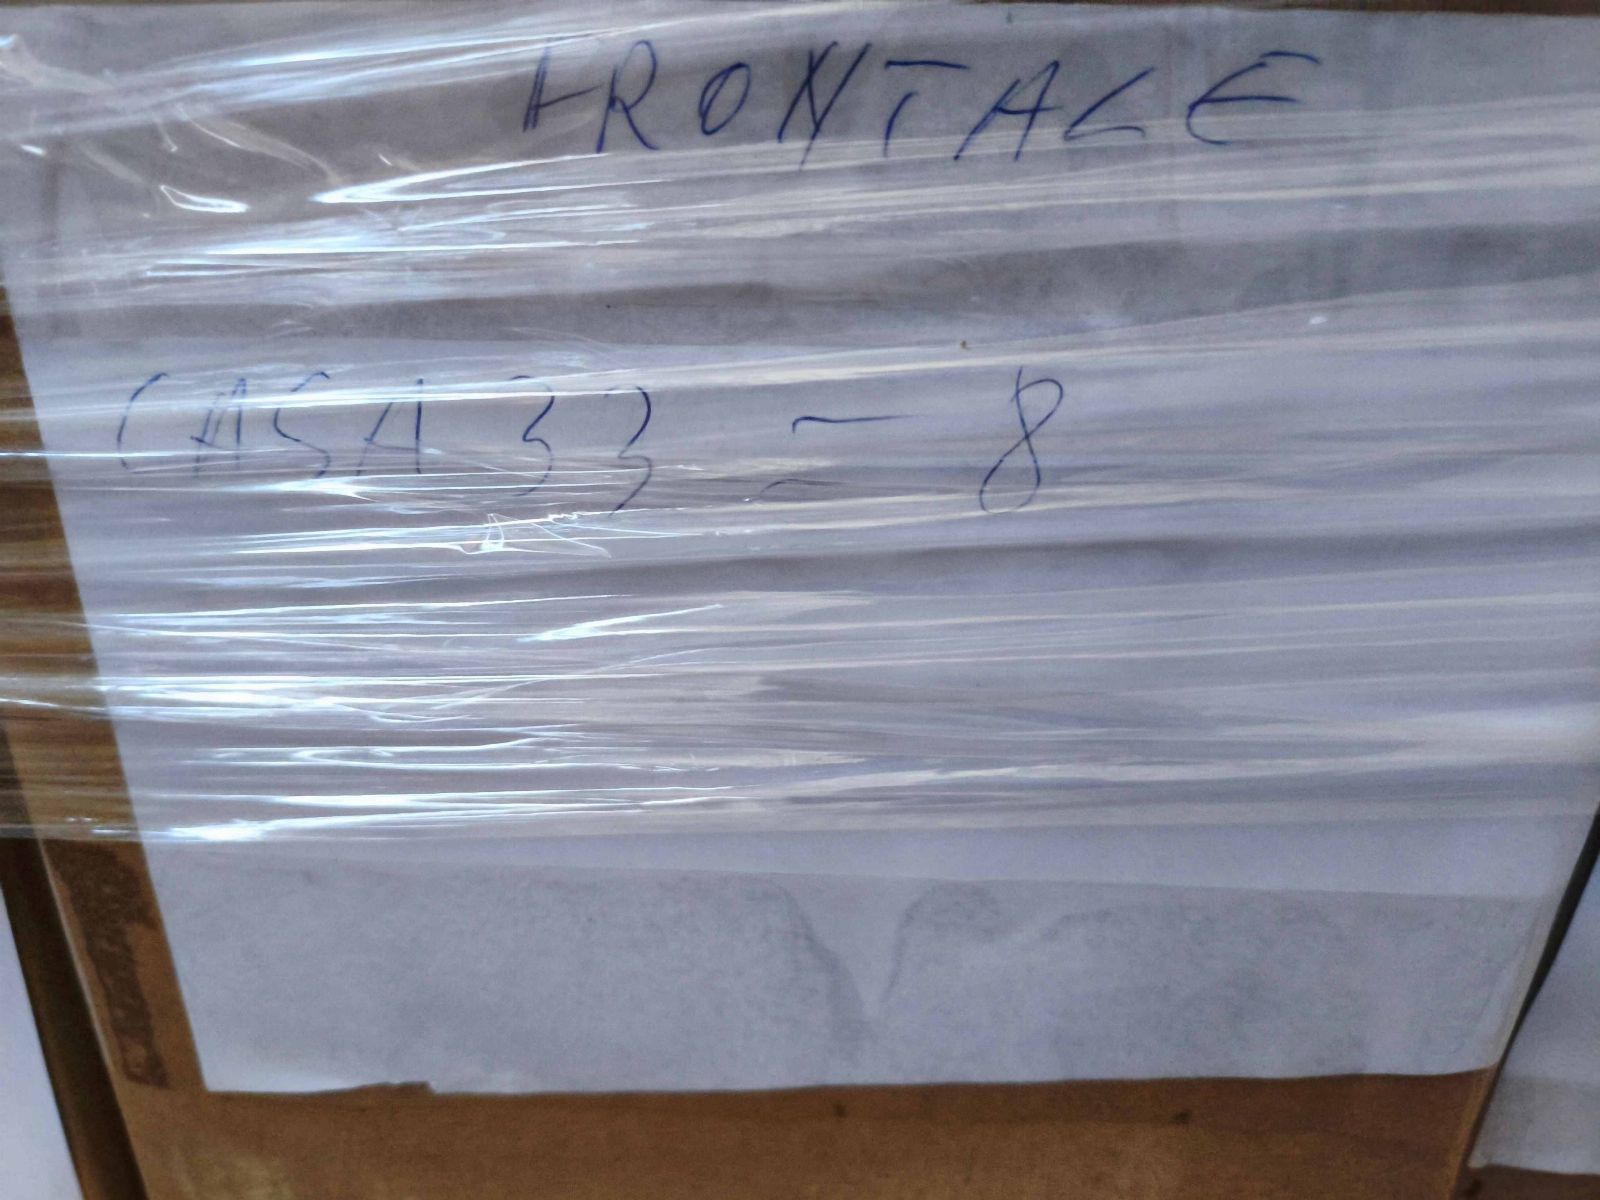 FRONTALE
CASA 33 = 8